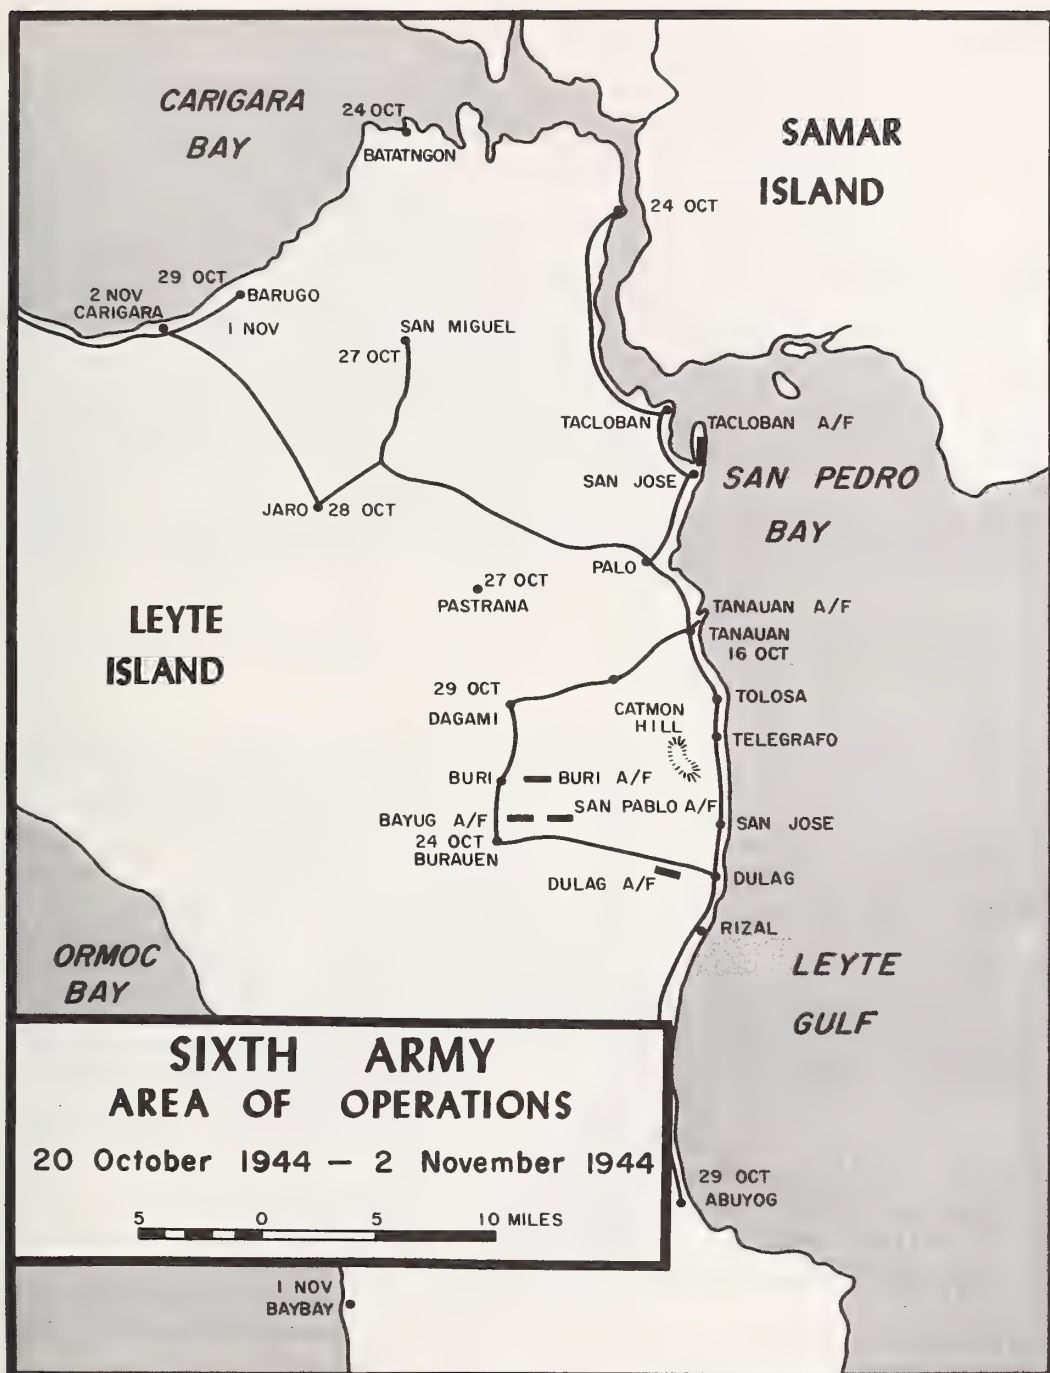 CARIGARA
BAY
24 OCT
BATATNGON
SAMAR
ISLAND
24 OCT
29 OCT
BARUGO
2 NOV
CARIGARA
1 NOV
SAN MIGUEL
27 OCT
TACLOBAN
TACLOBAN A/F
SAN JOSE
SAN PEDRO
BAY
JARO
28 OCT
PALO
27 OCT
PASTRANA
LEYTE
ISLAND
TANAUAN A/F
TANAUAN
16 OCT
29 OCT
DAGAMI
CATMON
HILL
TOLOSA
TELEGRAFO
BURI
BURI A/F
SAN PABLO A/F
BAYUG A/F
24 OCT
BURAUEN
SAN JOSE
DULAG A/F
DULAG
RIZAL
ORMOC
BAY
LEYTE
GULF
SIXTH ARMY
AREA OF OPERATIONS
20 October 1944 — 2 November 1944
5 0 5 10 MILES
29 OCT
ABUYOG
1 NOV
BAYBAY